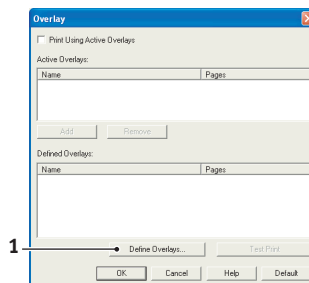 Overlay
Print Using Active Overlays
Active Overlays:
Name Pages
Add Remove
Defined Overlays:
Name Pages
1 Define Overlays... Test Print
OK Cancel Help Default